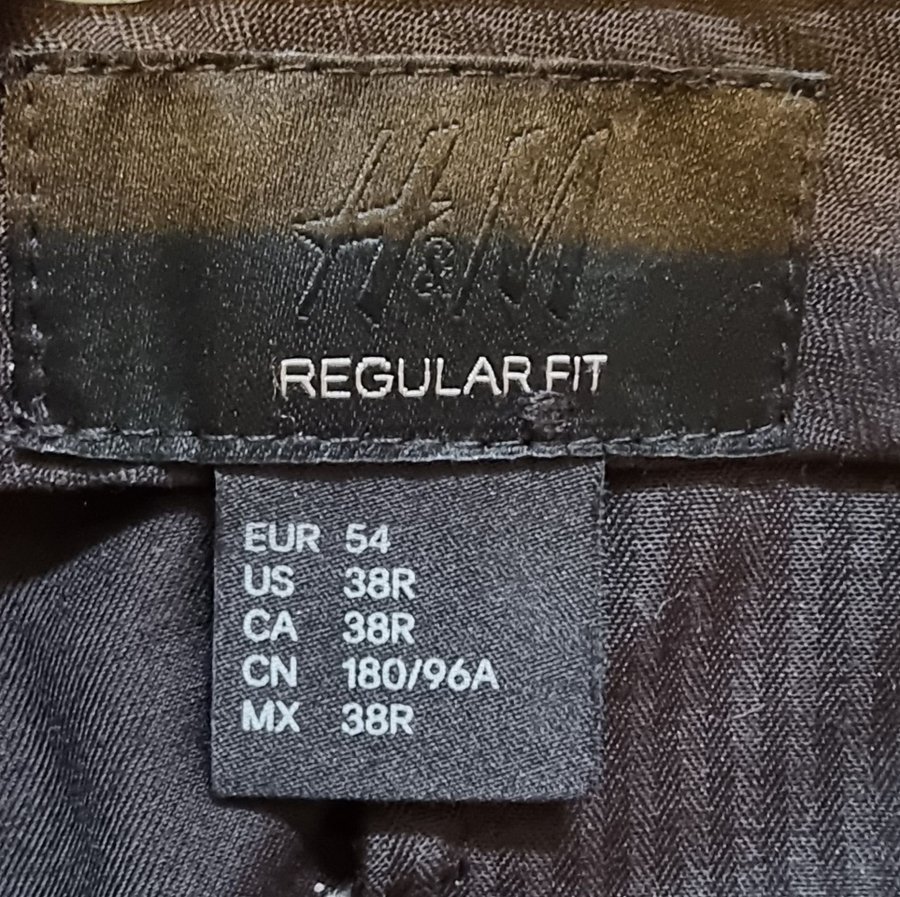 H&M
REGULAR FIT
EUR 54
US 38R
CA 38R
CN 180/96A
MX 38R